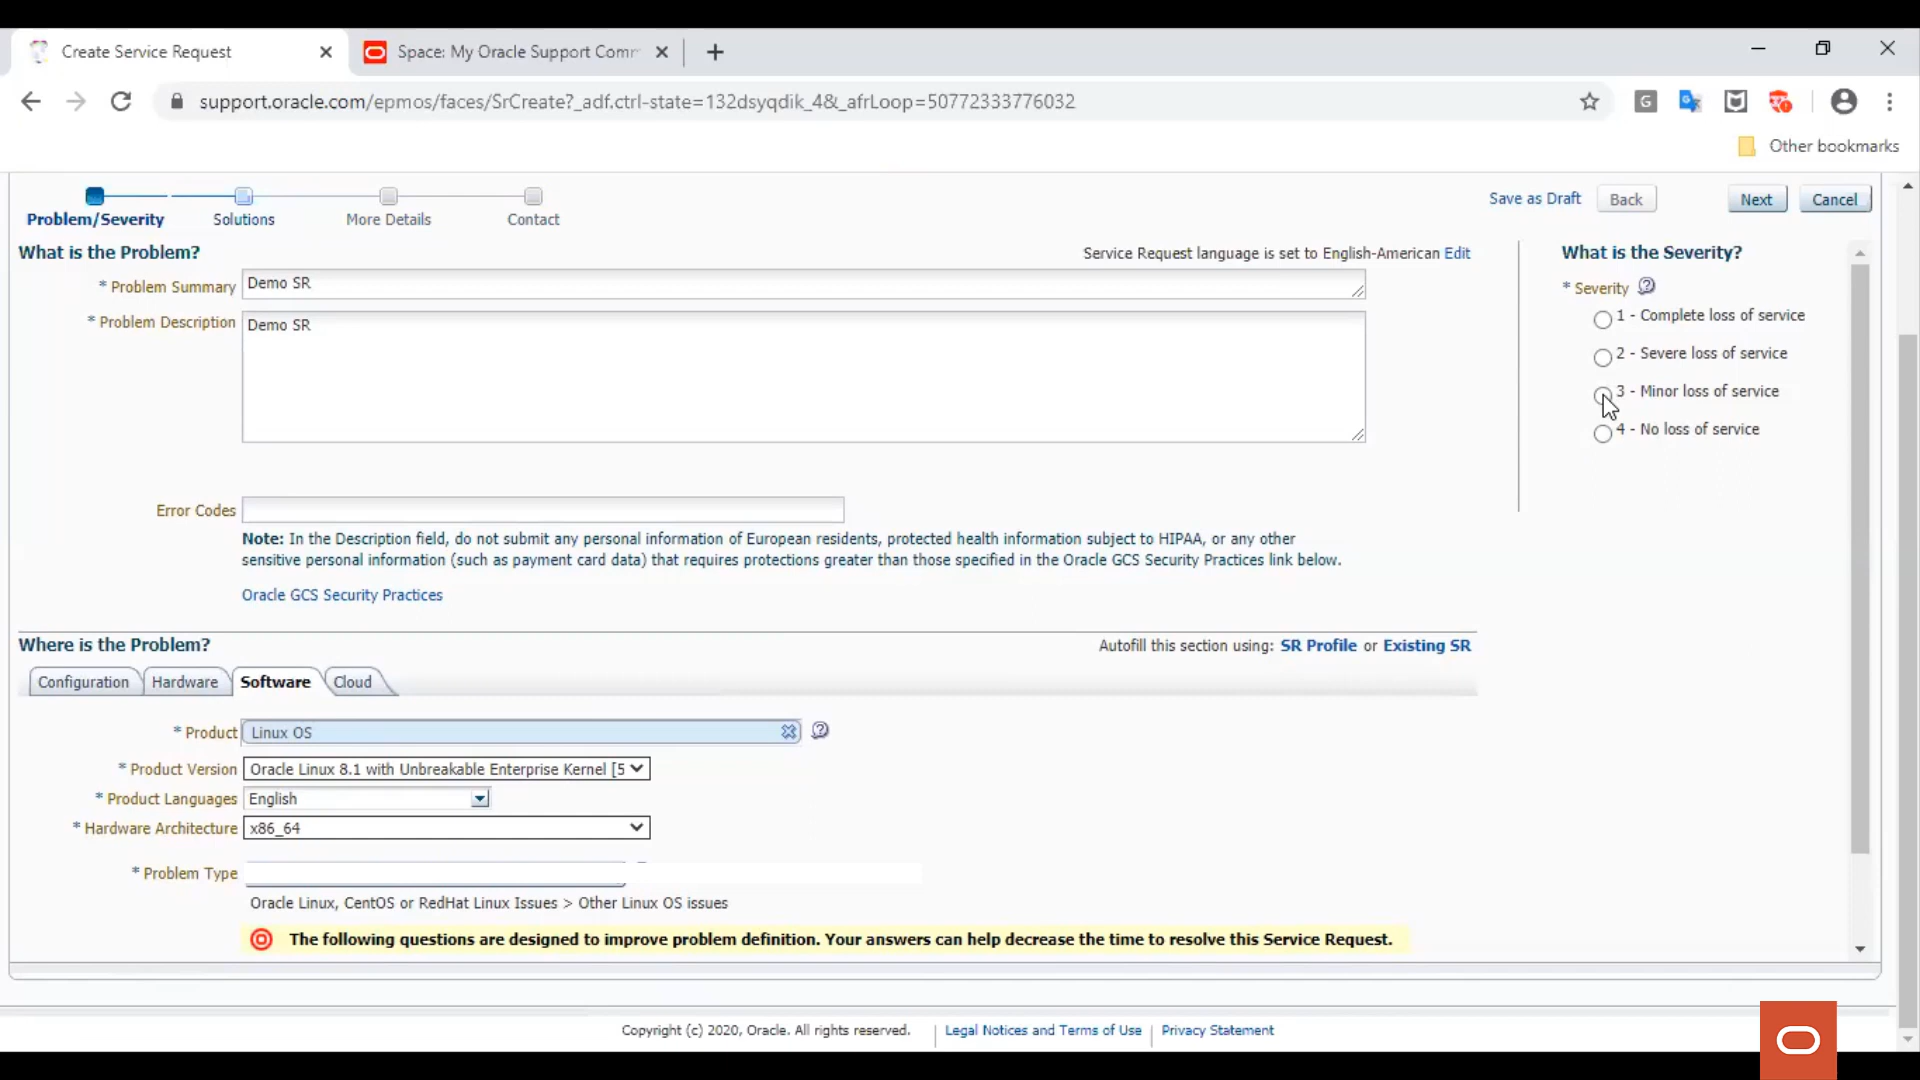 Create Service Request
Space: My Oracle Support Comm
support.oracle.com/epmos/faces/SrCreate?_adf.ctrl-state=132dsyqdik_4&_afrLoop=50772333776032
Other bookmarks
Problem/Severity
Solutions
More Details
Contact
Save as Draft
Back
Next
Cancel
What is the Problem?
Service Request language is set to English-American Edit
* Problem Summary
Demo SR
* Problem Description
Demo SR
Error Codes
Note: In the Description field, do not submit any personal information of European residents, protected health information subject to HIPAA, or any other
sensitive personal information (such as payment card data) that requires protections greater than those specified in the Oracle GCS Security Practices link below.
Oracle GCS Security Practices
What is the Severity?
* Severity
1 - Complete loss of service
2 - Severe loss of service
3 - Minor loss of service
4 - No loss of service
Where is the Problem?
Autofill this section using: SR Profile or Existing SR
Configuration
Hardware
Software
Cloud
* Product
Linux OS
* Product Version
Oracle Linux 8.1 with Unbreakable Enterprise Kernel [5
* Product Languages
English
* Hardware Architecture
x86_64
* Problem Type
Oracle Linux, CentOS or RedHat Linux Issues > Other Linux OS issues
The following questions are designed to improve problem definition. Your answers can help decrease the time to resolve this Service Request.
Copyright (c) 2020, Oracle. All rights reserved.
Legal Notices and Terms of Use
Privacy Statement